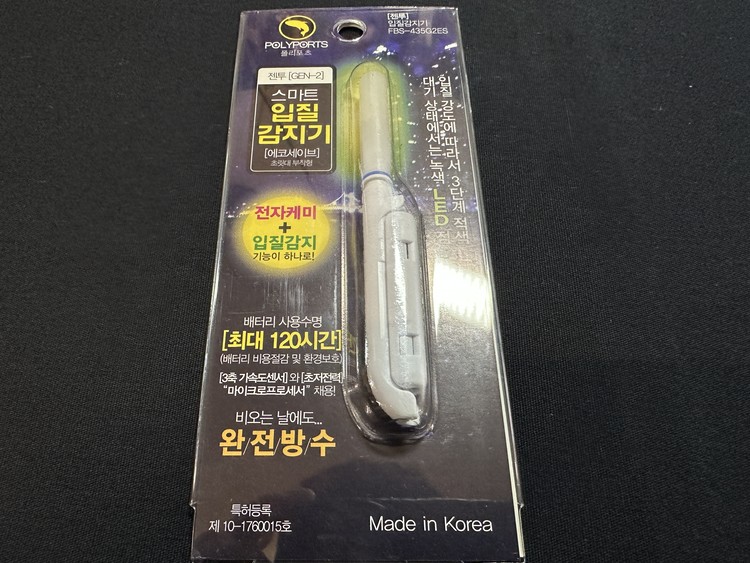 POLYPORTS
폴리포츠
[젠투]
입질감지기
FBS-435G2ES
젠투 [GEN-2]
스마트
입질
감지기
[에코세이브]
초릿대 부착형
입질 강도에 따라서 3단계 적색
대기 상태에서는 녹색 LED 점
전자케미
+
입질감지
기능이 하나로!
배터리 사용수명
[최대 120시간]
(배터리 비용절감 및 환경보호)
[3축 가속도센서] 와 [초저전력]
"마이크로프로세서" 채용!
비오는 날에도...
완/전/방/수
특허등록
제 10-1760015호
Made in Korea